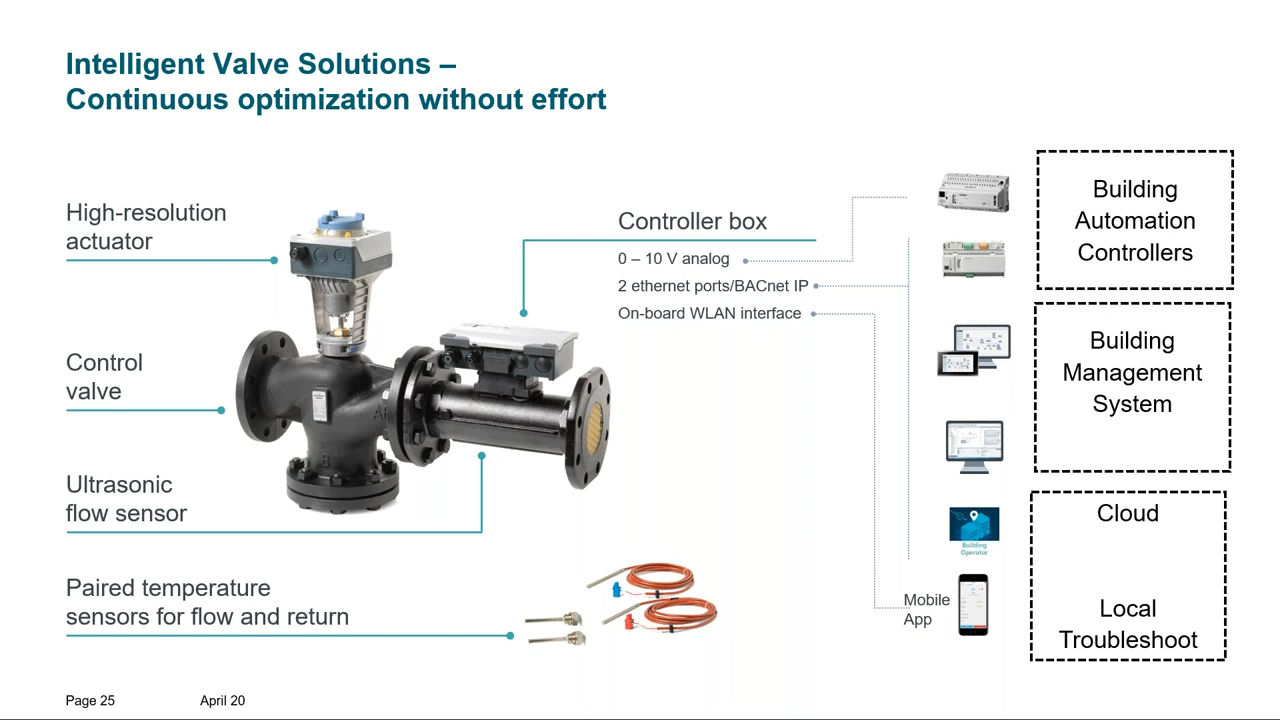 Intelligent Valve Solutions –
Continuous optimization without effort
High-resolution
actuator
Control
valve
Ultrasonic
flow sensor
Paired temperature
sensors for flow and return
Controller box
0 – 10 V analog
2 ethernet ports/BACnet IP
On-board WLAN interface
Building
Operator
Mobile
App
Building
Automation
Controllers
Building
Management
System
Cloud
Local
Troubleshoot
Page 25
April 20